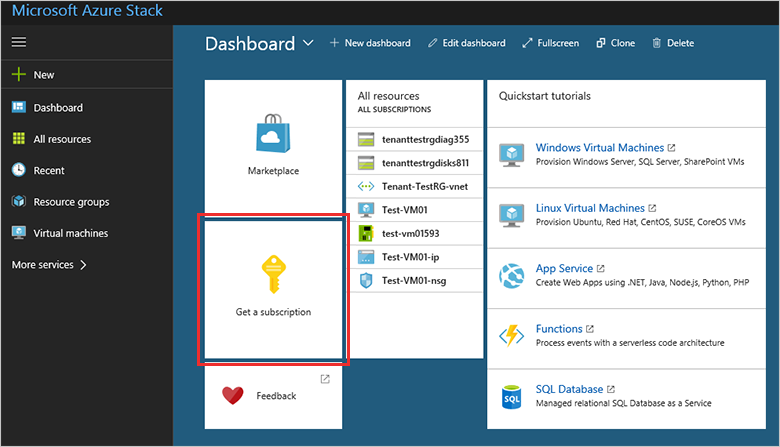 Microsoft Azure Stack
New
Dashboard
All resources
Recent
Resource groups
Virtual machines
More services
Dashboard
New dashboard
Edit dashboard
Fullscreen
Clone
Delete
Marketplace
Get a subscription
Feedback
All resources
ALL SUBSCRIPTIONS
tenanttestrgdiag355
tenanttestrgdisks811
Tenant-TestRG-vnet
Test-VM01
test-vm01593
Test-VM01-ip
Test-VM01-nsg
Quickstart tutorials
Windows Virtual Machines
Provision Windows Server, SQL Server, SharePoint VMs
Linux Virtual Machines
Provision Ubuntu, Red Hat, CentOS, SUSE, CoreOS VMs
App Service
Create Web Apps using .NET, Java, Node.js, Python, PHP
Functions
Process events with a serverless code architecture
SQL
SQL Database
Managed relational SQL Database as a Service